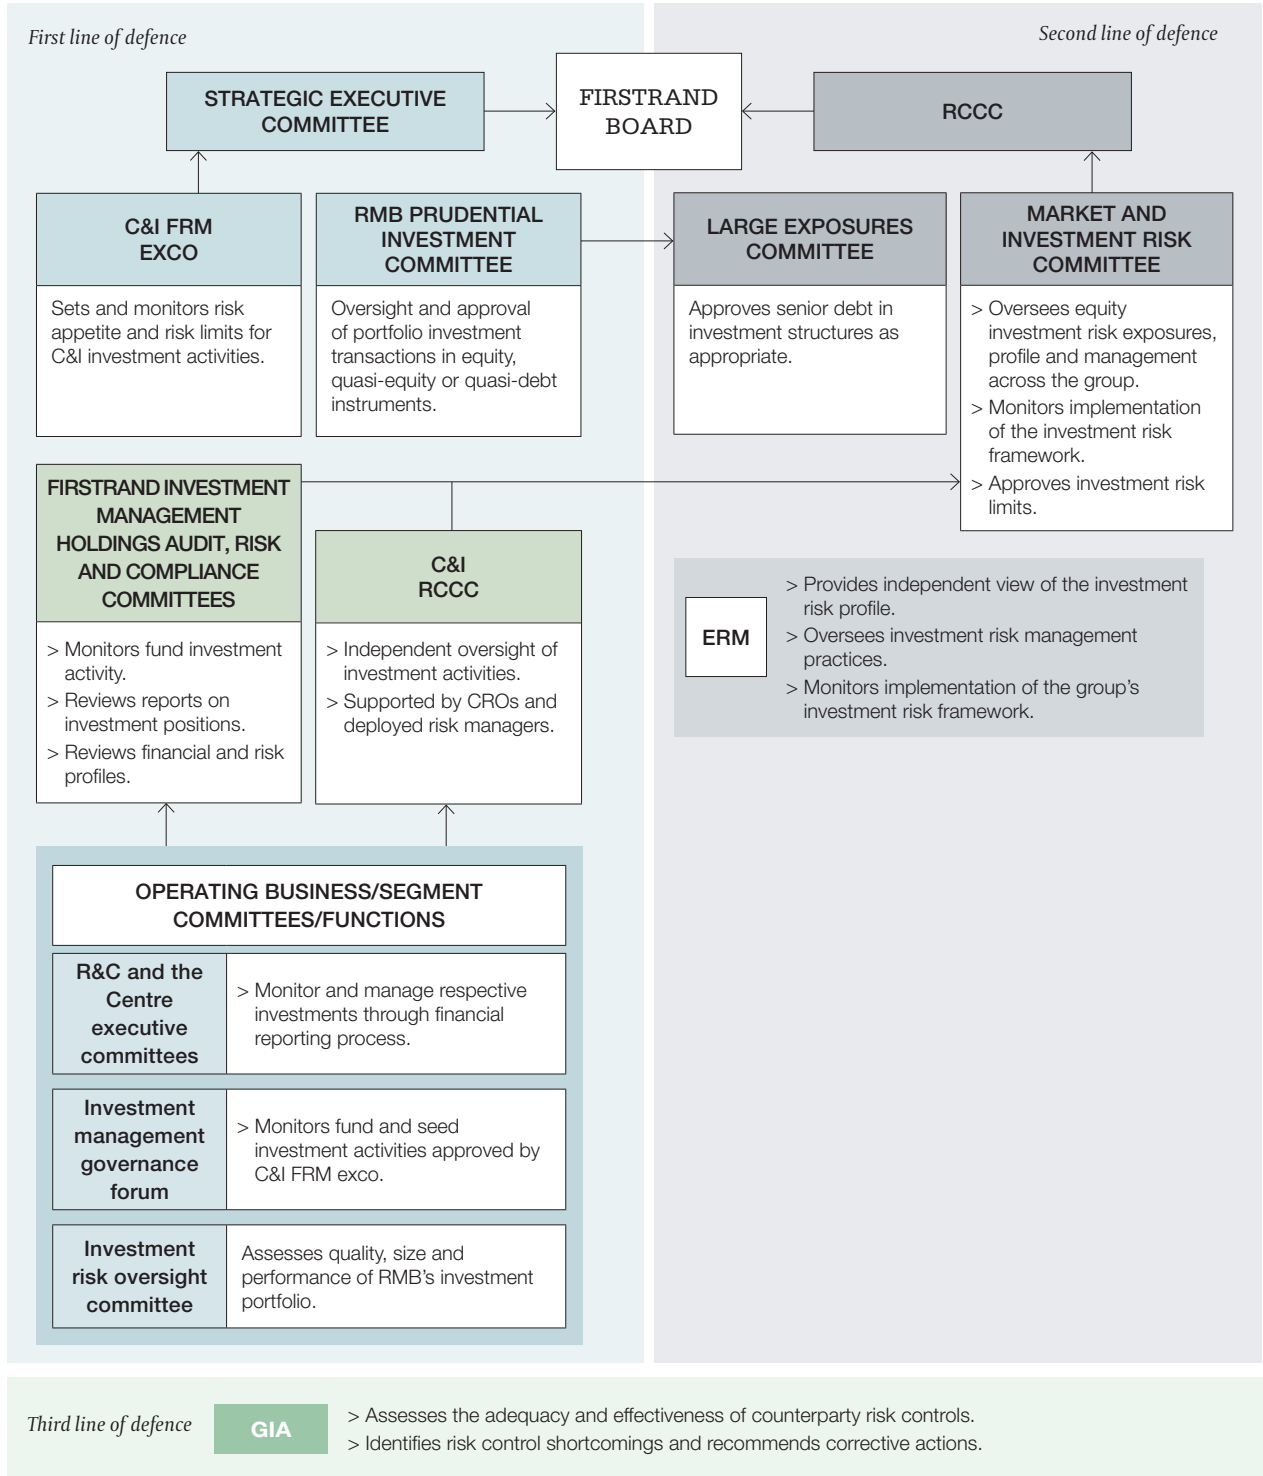 First line of defence
Second line of defence
STRATEGIC EXECUTIVE
COMMITTEE
FIRSTRAND
BOARD
RCCC
C&I FRM
EXCO
Sets and monitors risk
appetite and risk limits for
C&I investment activities.
RMB PRUDENTIAL
INVESTMENT
COMMITTEE
Oversight and approval
of portfolio investment
transactions in equity,
quasi-equity or quasi-debt
instruments.
LARGE EXPOSURES
COMMITTEE
Approves senior debt in
investment structures as
appropriate.
MARKET AND
INVESTMENT RISK
COMMITTEE
> Oversees equity
investment risk exposures,
profile and management
across the group.
> Monitors implementation
of the investment risk
framework.
> Approves investment risk
limits.
FIRSTRAND INVESTMENT
MANAGEMENT
HOLDINGS AUDIT, RISK
AND COMPLIANCE
COMMITTEES
> Monitors fund investment
activity.
> Reviews reports on
investment positions.
> Reviews financial and risk
profiles.
C&I
RCCC
> Independent oversight of
investment activities.
> Supported by CROs and
deployed risk managers.
ERM
> Provides independent view of the investment
risk profile.
> Oversees investment risk management
practices.
> Monitors implementation of the group's
investment risk framework.
OPERATING BUSINESS/SEGMENT
COMMITTEES/FUNCTIONS
R&C and the
Centre
executive
committees
> Monitor and manage respective
investments through financial
reporting process.
Investment
management
governance
forum
> Monitors fund and seed
investment activities approved by
C&I FRM exco.
Investment
risk oversight
committee
Assesses quality, size and
performance of RMB's investment
portfolio.
Third line of defence
GIA
> Assesses the adequacy and effectiveness of counterparty risk controls.
> Identifies risk control shortcomings and recommends corrective actions.